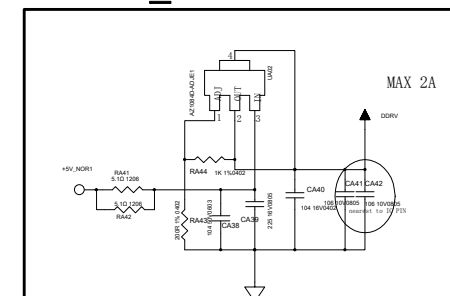 4
UA02
MAX 2A
AZ1084D-ADJE1
ADJ
OUT
IN
1
2
3
DDRV
+5V_NOR1
RA41
5.1Ω 1206
RA44
1K 1%0402
5.1Ω 1206
RA42
RA43
200R 1% 0402
104 10V0603
CA38
CA39
225 16V0805
CA40
104 16V0402
CA41
CA42
106 10V0805
106 10V0805
nearest to IC PIN